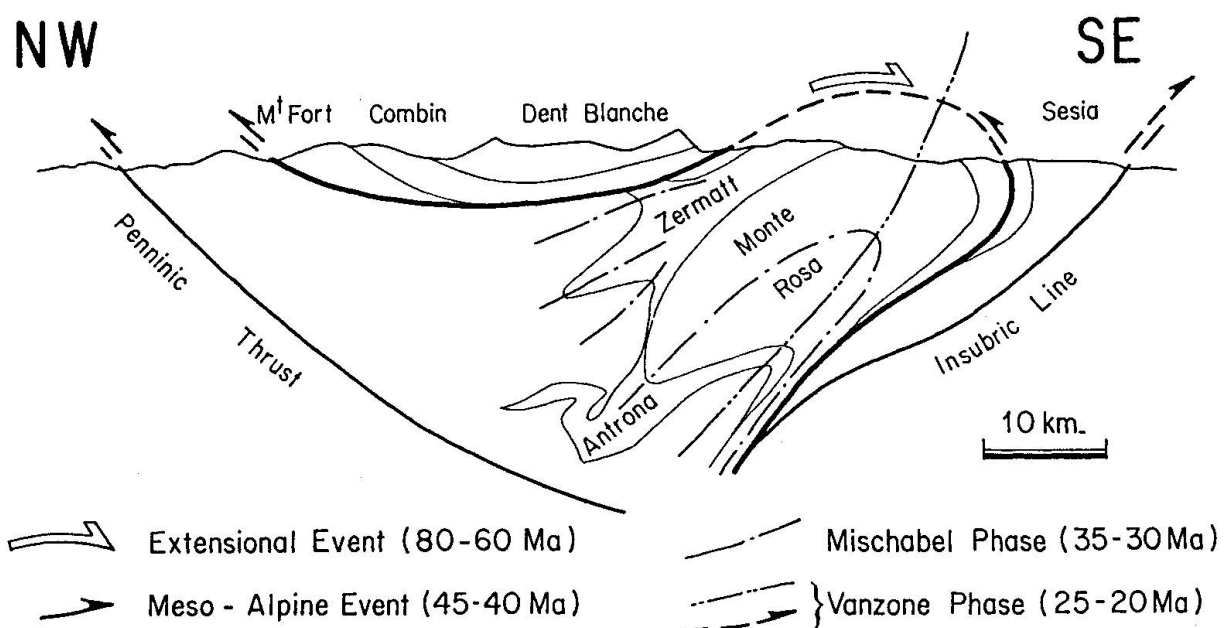 NW
SE
Mt Fort Combin Dent Blanche
Sesia
Zermatt
Monte
Rosa
Penninic
Thrust
Antrona
Insubric Line
10 km.
Extensional Event (80-60 Ma)
Mischabel Phase (35-30 Ma)
Meso - Alpine Event (45-40 Ma)
}Vanzone Phase (25-20 Ma)